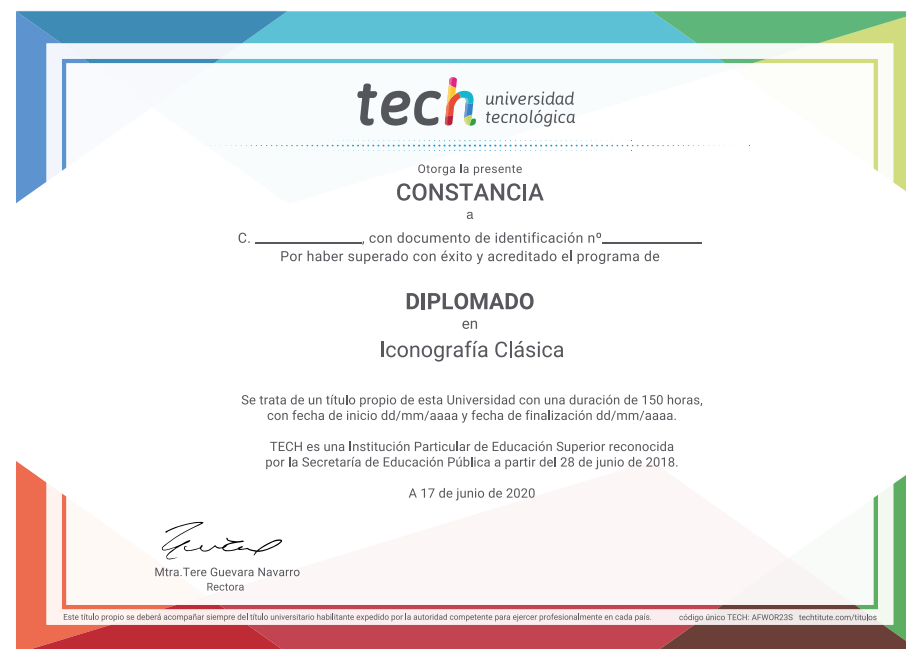 tech universidad
tecnológica
Otorga la presente
CONSTANCIA
a
C. ______________, con documento de identificación nº_____________
Por haber superado con éxito y acreditado el programa de
DIPLOMADO
en
Iconografía Clásica
Se trata de un título propio de esta Universidad con una duración de 150 horas,
con fecha de inicio dd/mm/aaaa y fecha de finalización dd/mm/aaaa.
TECH es una Institución Particular de Educación Superior reconocida
por la Secretaría de Educación Pública a partir del 28 de junio de 2018.
A 17 de junio de 2020
Mtra.Tere Guevara Navarro
Rectora
Este título propio se deberá acompañar siempre del título universitario habilitante expedido por la autoridad competente para ejercer profesionalmente en cada país. código único TECH: AFWOR23S techtitute.com/titulos